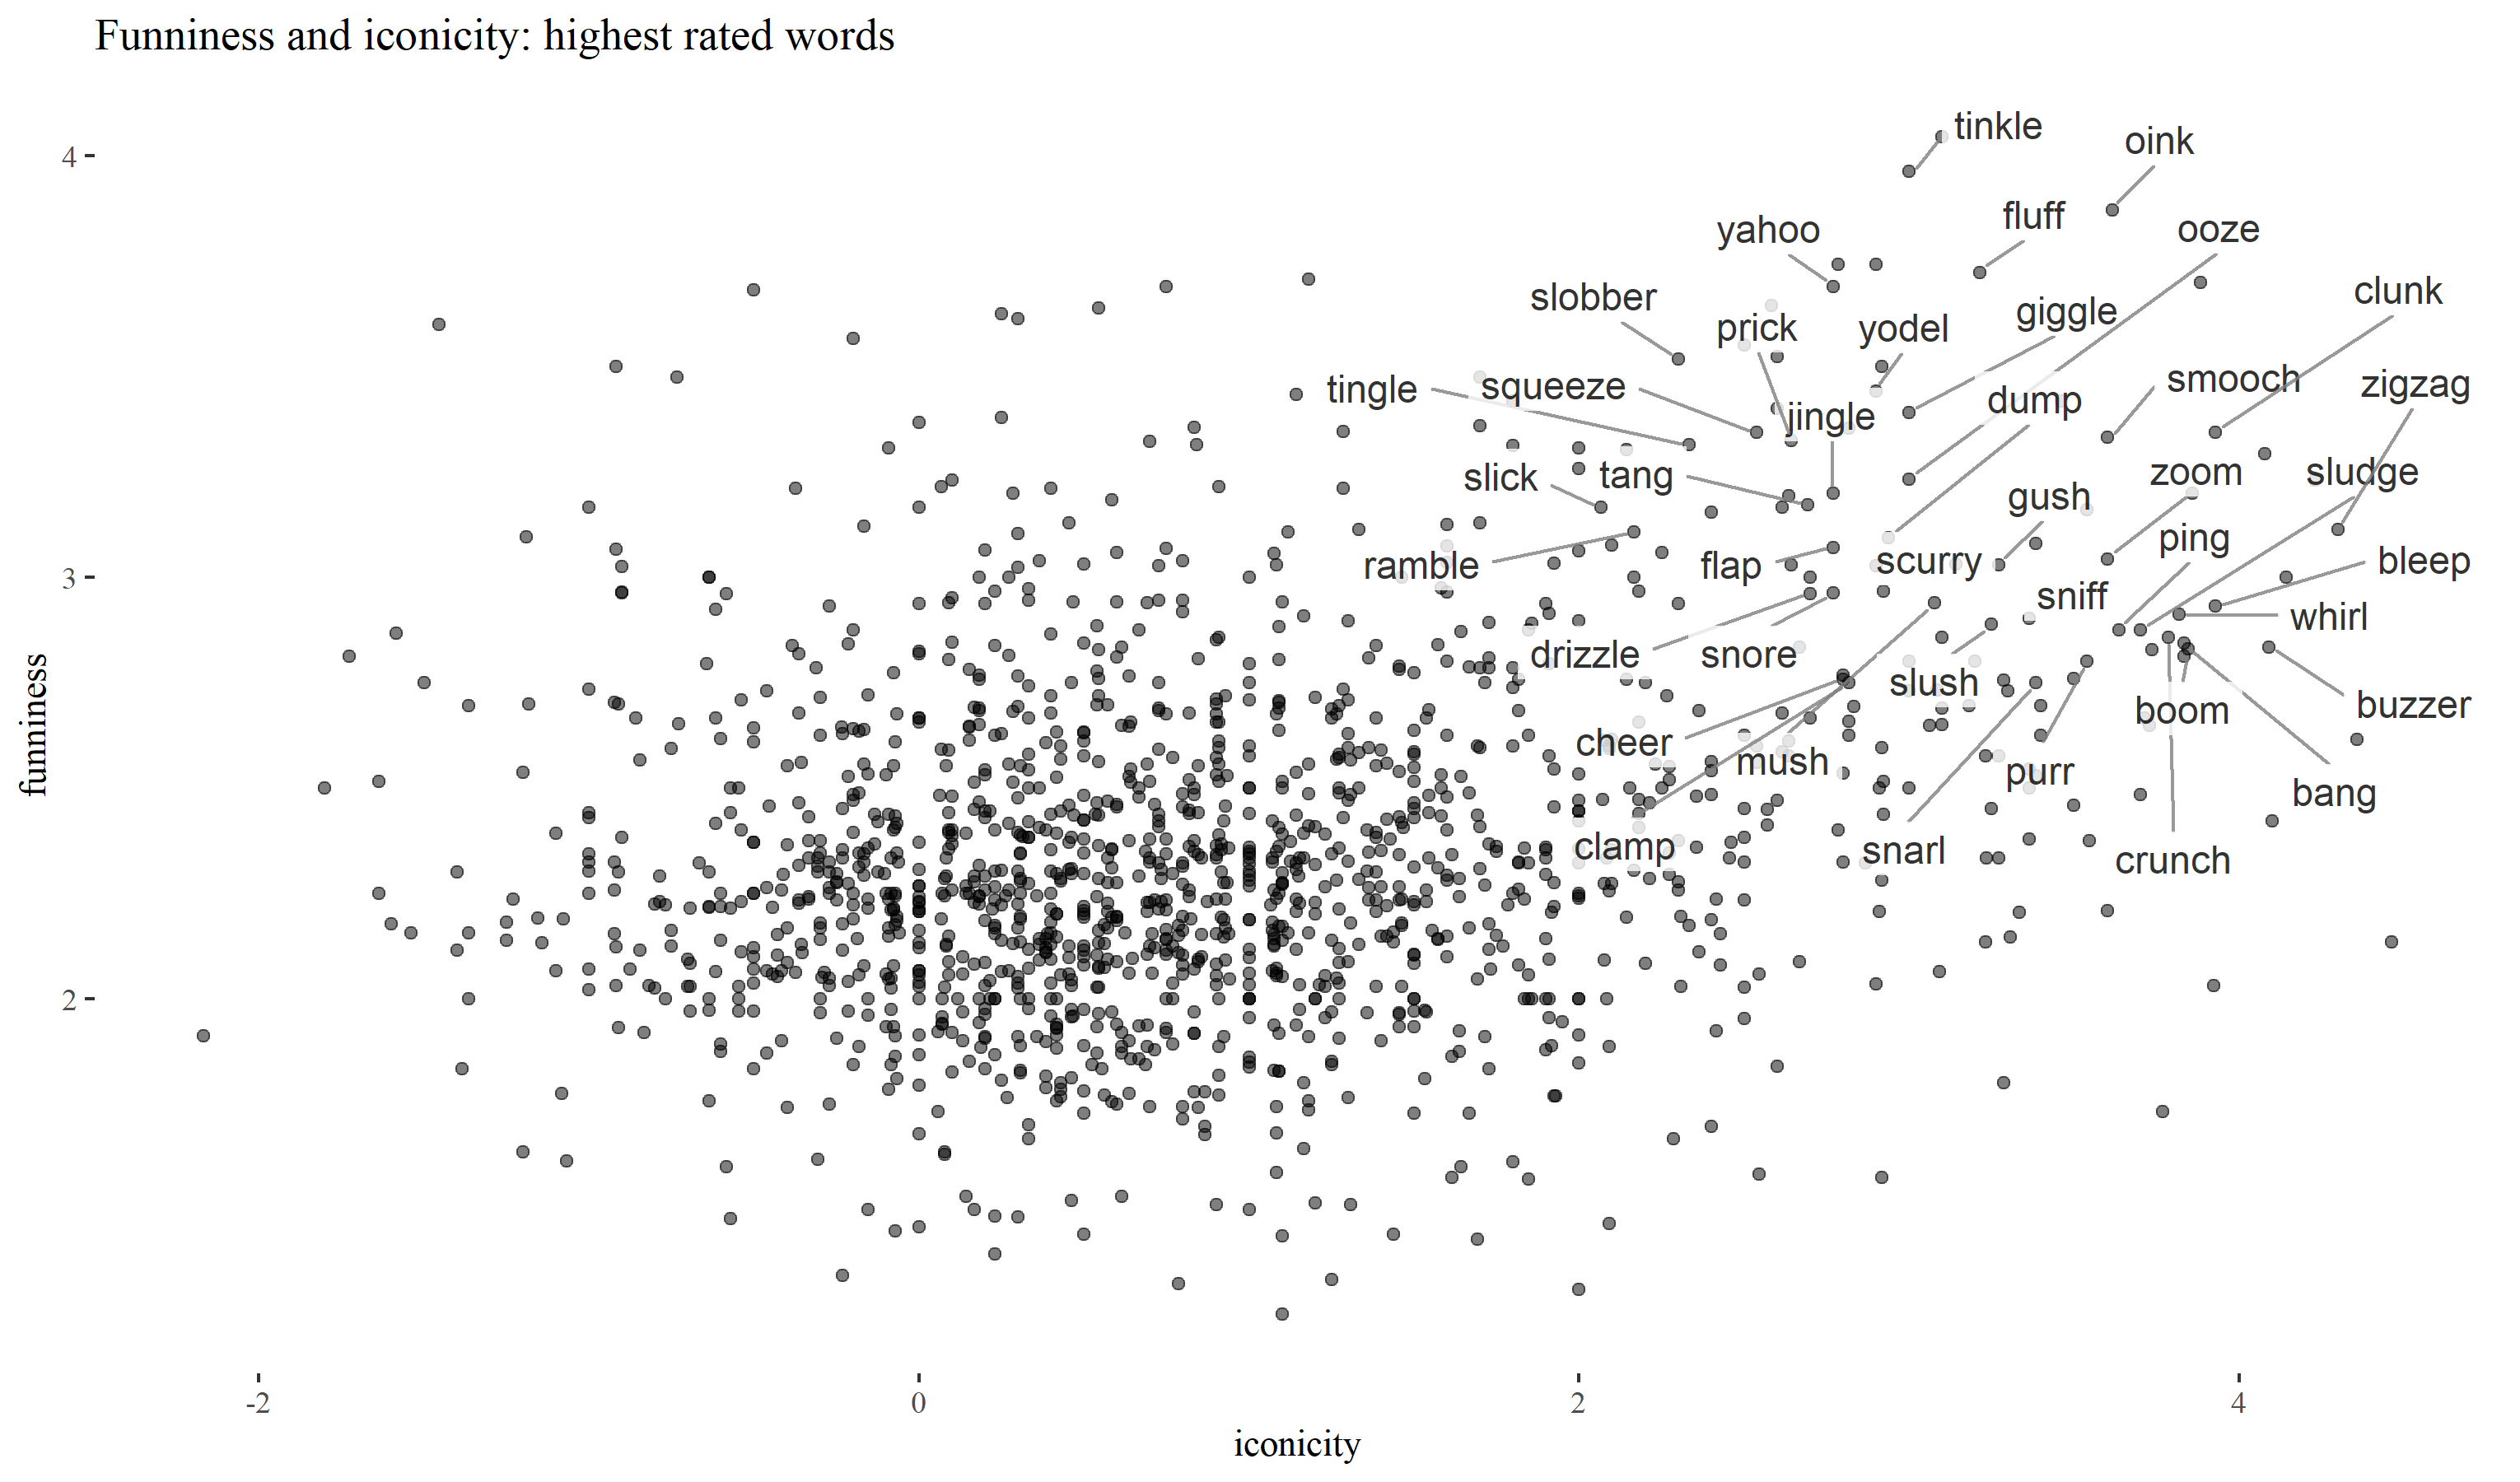 Funniness and iconicity: highest rated words
tinkle
oink
fluff
ooze
yahoo
clunk
slobber
giggle
prick
yodel
smooch
zigzag
tingle
squeeze
dump
jingle
zoom
sludge
slick
tang
gush
ping
bleep
ramble
flap
scurry
sniff
whirl
drizzle
snore
slush
boom
buzzer
cheer
mush
purr
bang
clamp
snarl
crunch
4
3
2
funniness
-2
0
2
4
iconicity